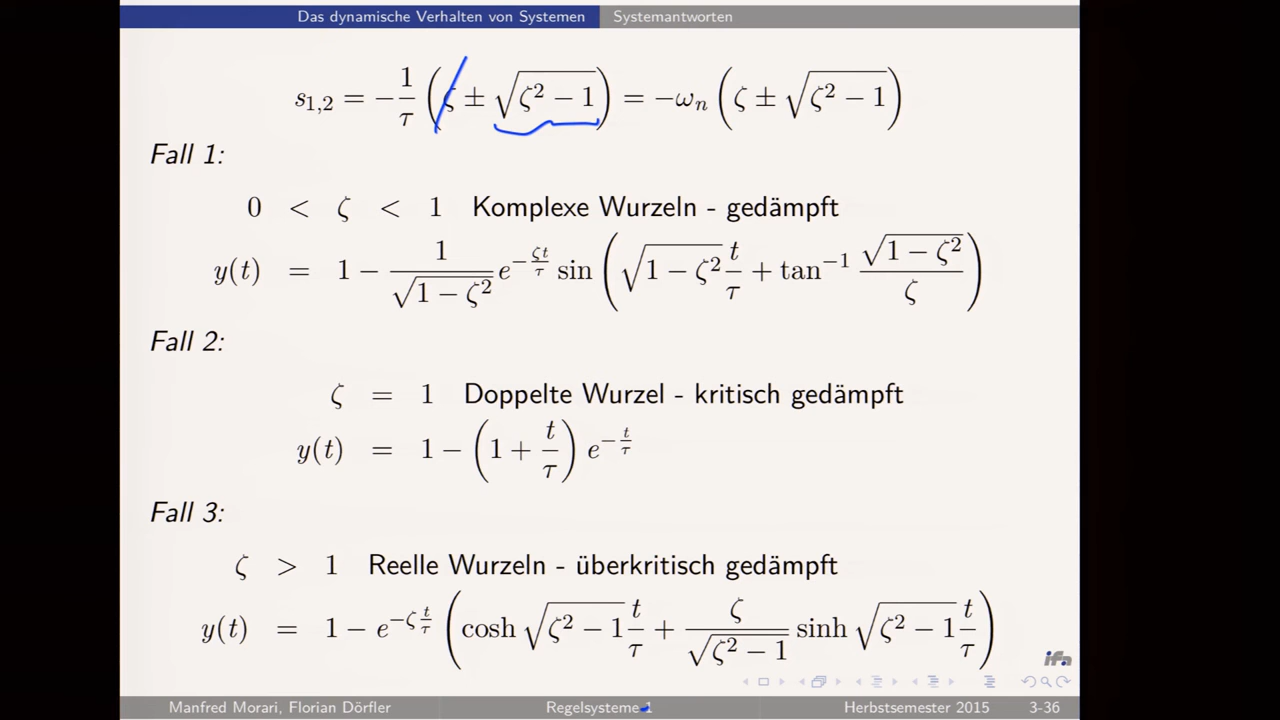 Das dynamische Verhalten von Systemen Systemantworten
s₁,₂ = −1/τ (ζ ± √(ζ² − 1)) = −ωₙ (ζ ± √(ζ² − 1))
Fall 1:
0 < ζ < 1 Komplexe Wurzeln - gedämpft
y(t) = 1 − 1/√(1 − ζ²) e^(−ζt/τ) sin (√(1 − ζ²) t/τ + tan⁻¹ √(1 − ζ²)/ζ)
Fall 2:
ζ = 1 Doppelte Wurzel - kritisch gedämpft
y(t) = 1 − (1 + t/τ) e^(−t/τ)
Fall 3:
ζ > 1 Reelle Wurzeln - überkritisch gedämpft
y(t) = 1 − e^(−ζ t/τ) (cosh √(ζ² − 1) t/τ + ζ/√(ζ² − 1) sinh √(ζ² − 1) t/τ)
ifa
Manfred Morari, Florian Dörfler Regelsysteme 1 Herbstsemester 2015 3-36